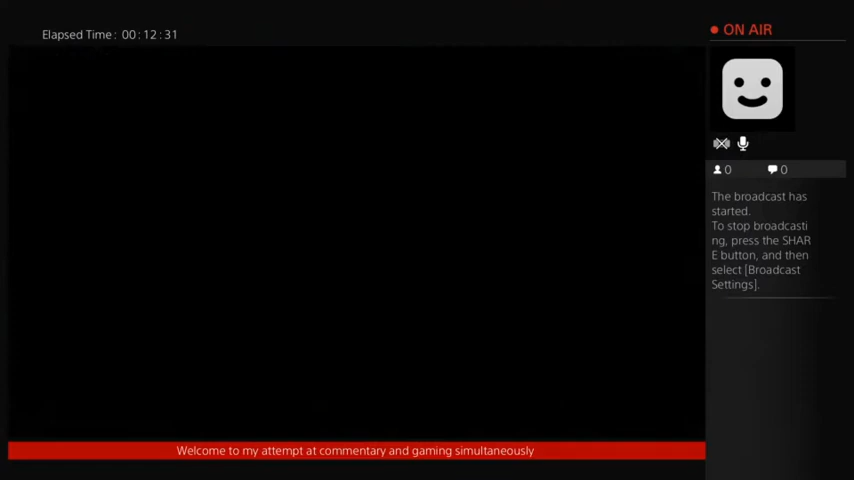 Elapsed Time: 00:12:31
ON AIR
0 0
The broadcast has
started.
To stop broadcasti
ng, press the SHAR
E button, and then
select [Broadcast
Settings].
Welcome to my attempt at commentary and gaming simultaneously